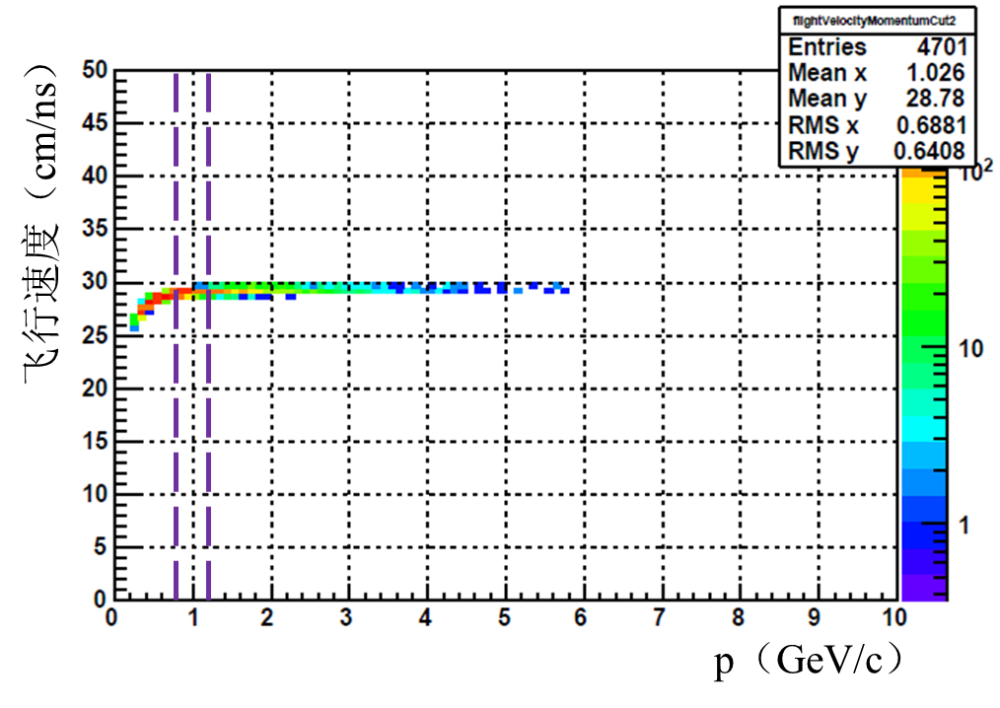 flightVelocityMomentumCut2
Entries 4701
Mean x 1.026
Mean y 28.78
RMS x 0.6881
RMS y 0.6408
飞行速度（cm/ns）
50
45
40
35
30
25
20
15
10
5
0
10²
10
1
0 1 2 3 4 5 6 7 8 9 10
p（GeV/c）